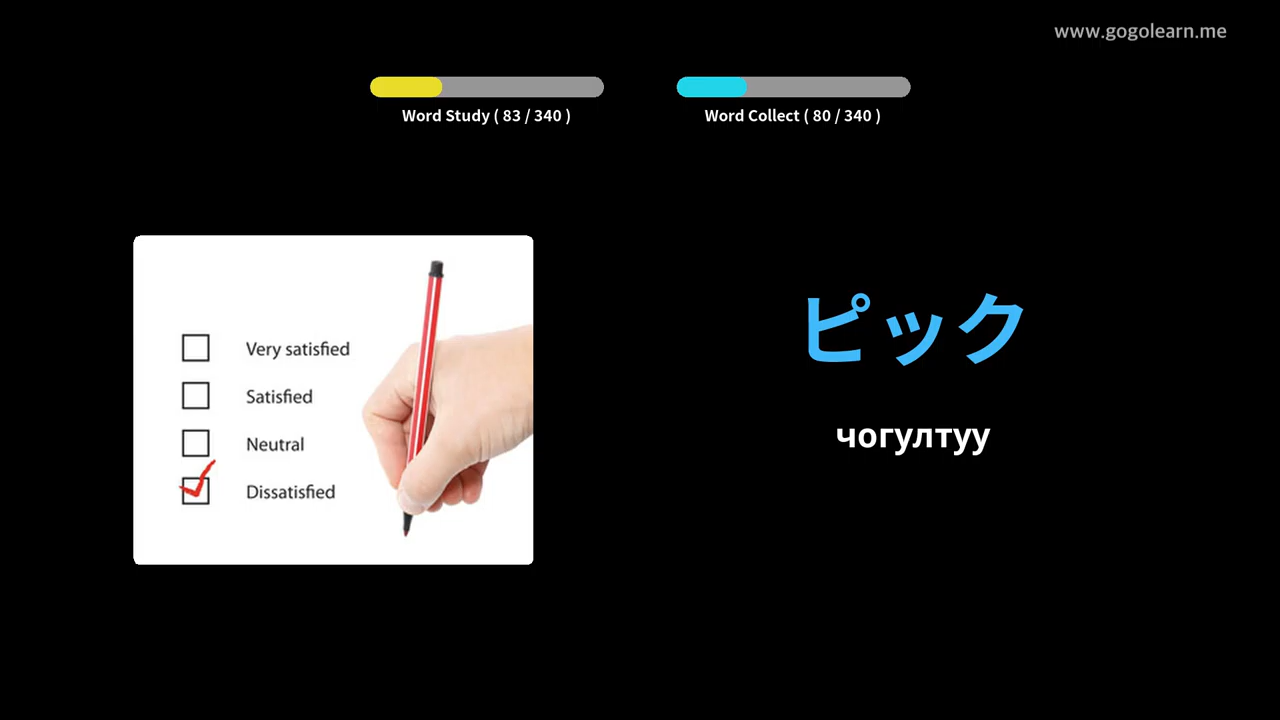 www.gogolearn.me
Word Study ( 83 / 340 )
Word Collect ( 80 / 340 )
Very satisfied
Satisfied
Neutral
Dissatisfied
ピック
чогултуу